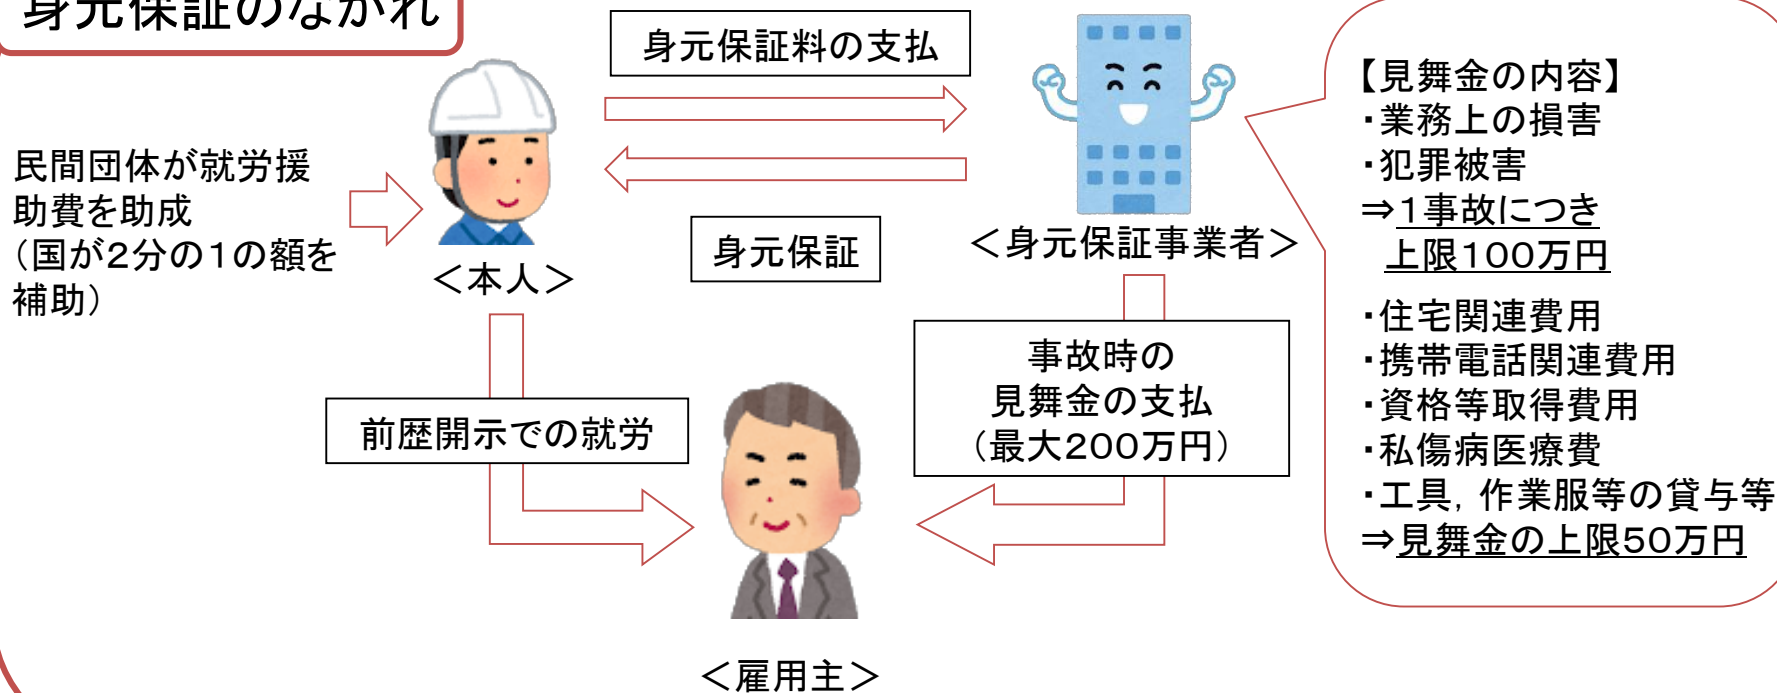 身元保証のながれ
身元保証料の支払
民間団体が就労援
助費を助成
（国が2分の1の額を
補助）
＜本人＞
身元保証
＜身元保証事業者＞
前歴開示での就労
事故時の
見舞金の支払
（最大200万円）
＜雇用主＞
【見舞金の内容】
・業務上の損害
・犯罪被害
⇒1事故につき
上限100万円
・住宅関連費用
・携帯電話関連費用
・資格等取得費用
・私傷病医療費
・工具，作業服等の貸与等
⇒見舞金の上限50万円